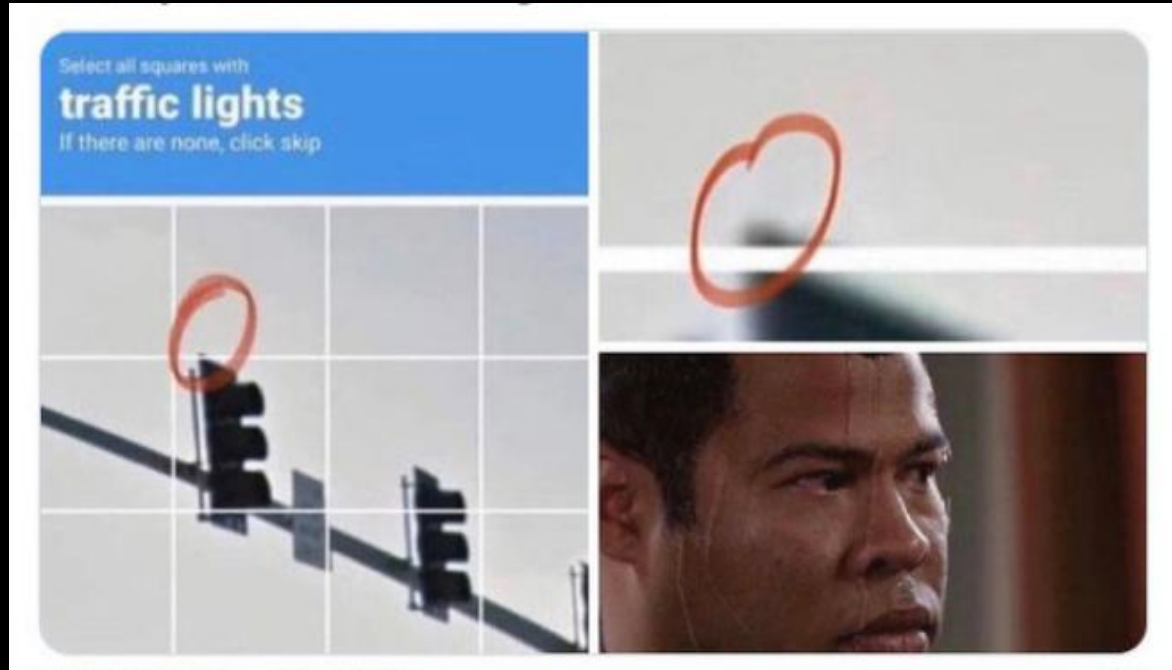 Select all squares with
traffic lights
If there are none, click skip